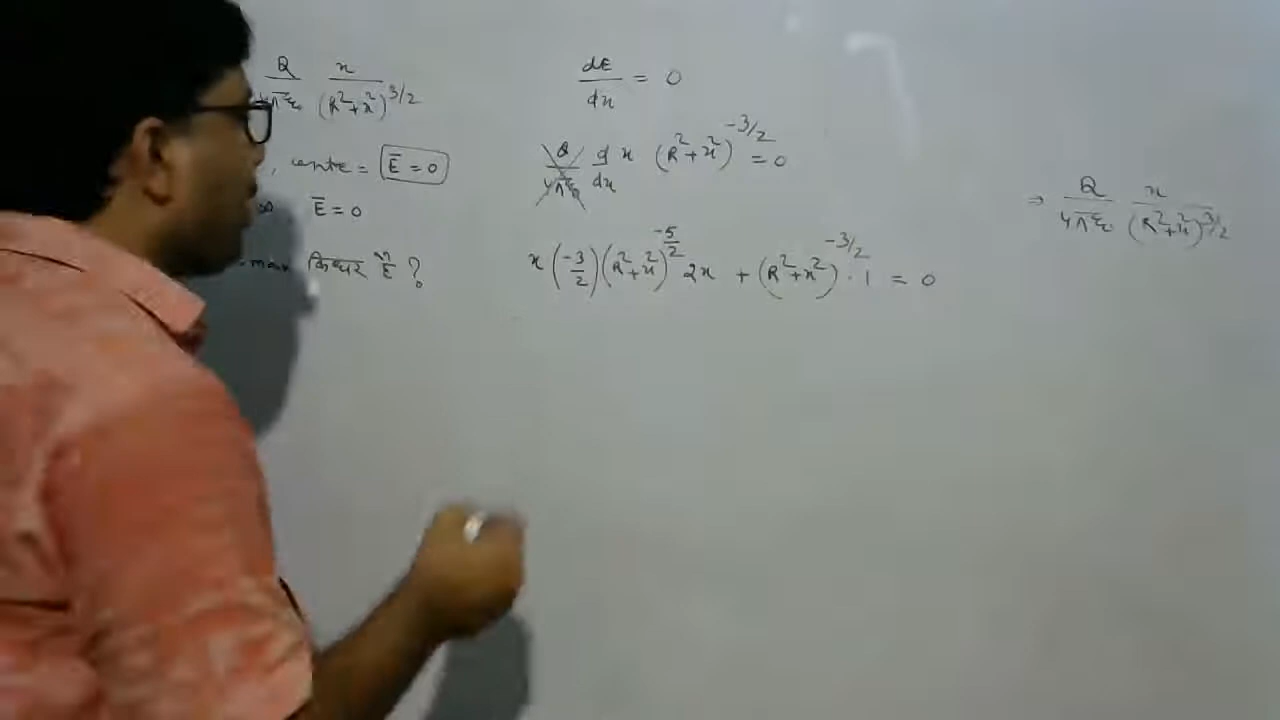 Q x
4πε₀ (R²+x²)^3/2
, centre = E̅ = 0
E̅ = 0
किधर E ?
dE/dx = 0
Q/4πε₀ d/dx x (R²+x²)^-3/2 = 0
x (-3/2) (R²+x²)^-5/2 2x + (R²+x²)^-3/2 · 1 = 0
⇒ Q/4πε₀ x/(R²+x²)^3/2